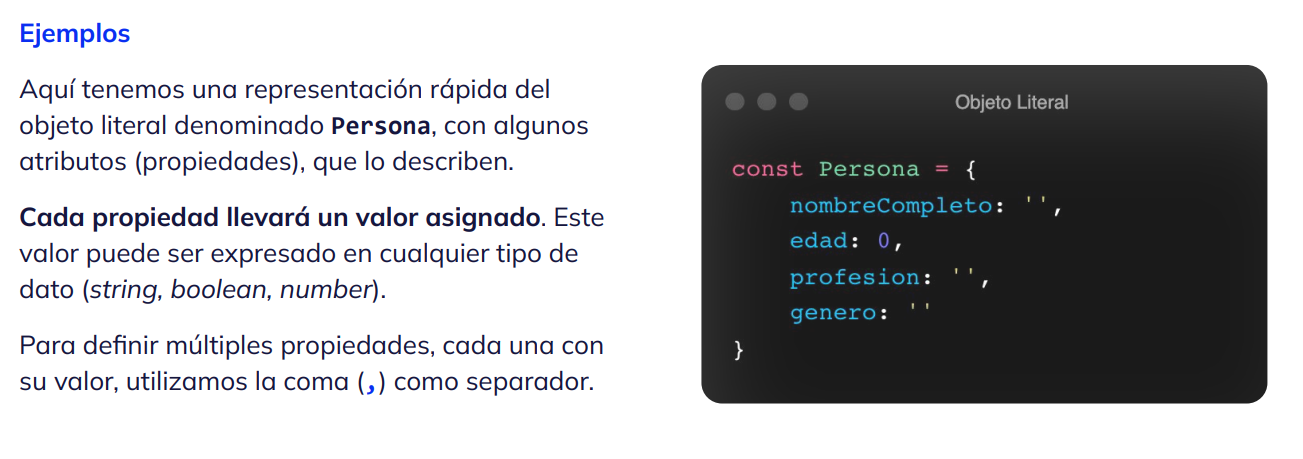 Ejemplos
Aquí tenemos una representación rápida del
objeto literal denominado Persona, con algunos
atributos (propiedades), que lo describen.
Cada propiedad llevará un valor asignado. Este
valor puede ser expresado en cualquier tipo de
dato (string, boolean, number).
Para definir múltiples propiedades, cada una con
su valor, utilizamos la coma (,) como separador.
Objeto Literal
const Persona = {
    nombreCompleto: '',
    edad: 0,
    profesion: '',
    genero: ''
}